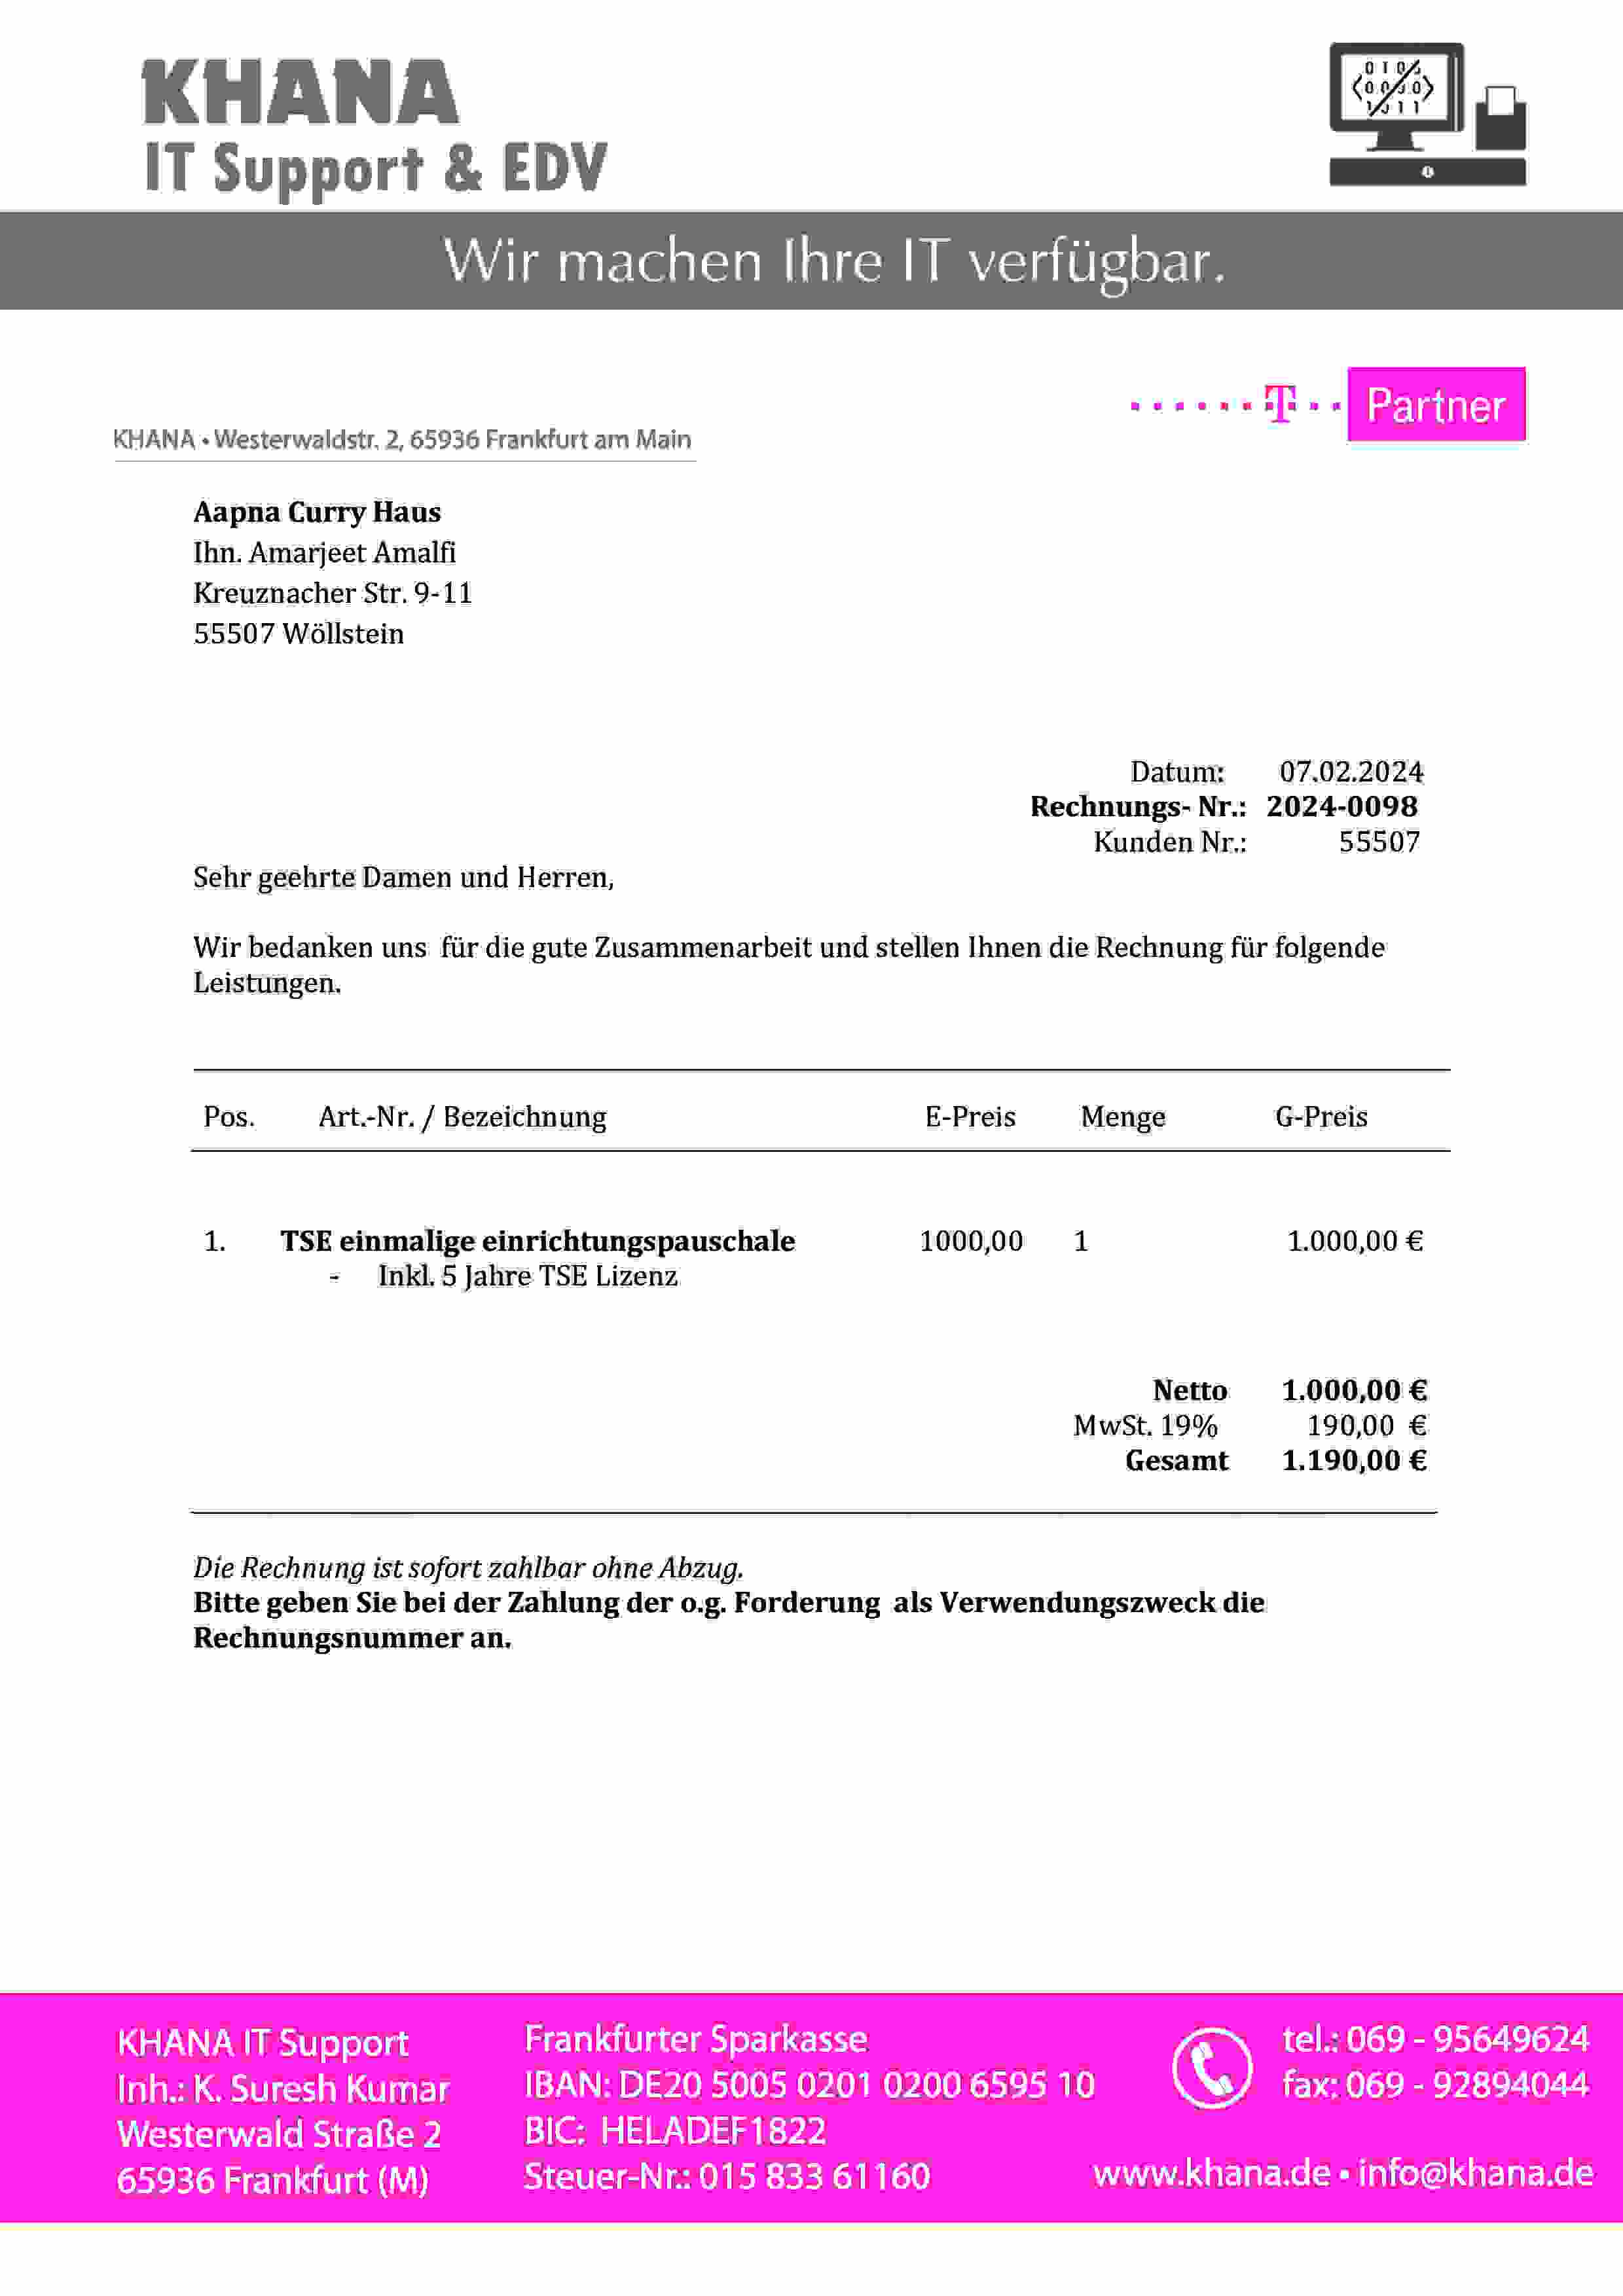 KHANA
IT Support & EDV
Wir machen Ihre IT verfügbar.
T Partner
KHANA • Westerwaldstr. 2, 65936 Frankfurt am Main
Aapna Curry Haus
Ihn. Amarjeet Amalfi
Kreuznacher Str. 9-11
55507 Wöllstein
Datum: 07.02.2024
Rechnungs- Nr.: 2024-0098
Kunden Nr.: 55507
Sehr geehrte Damen und Herren,
Wir bedanken uns für die gute Zusammenarbeit und stellen Ihnen die Rechnung für folgende
Leistungen.
Pos. Art.-Nr. / Bezeichnung E-Preis Menge G-Preis
1. TSE einmalige einrichtungspauschale 1000,00 1 1.000,00 €
- Inkl. 5 Jahre TSE Lizenz
Netto 1.000,00 €
MwSt. 19% 190,00 €
Gesamt 1.190,00 €
Die Rechnung ist sofort zahlbar ohne Abzug.
Bitte geben Sie bei der Zahlung der o.g. Forderung als Verwendungszweck die
Rechnungsnummer an.
KHANA IT Support
Inh.: K. Suresh Kumar
Westerwald Straße 2
65936 Frankfurt (M)
Frankfurter Sparkasse
IBAN: DE20 5005 0201 0200 6595 10
BIC: HELADEF1822
Steuer-Nr.: 015 833 61160
tel.: 069 - 95649624
fax: 069 - 92894044
www.khana.de • info@khana.de